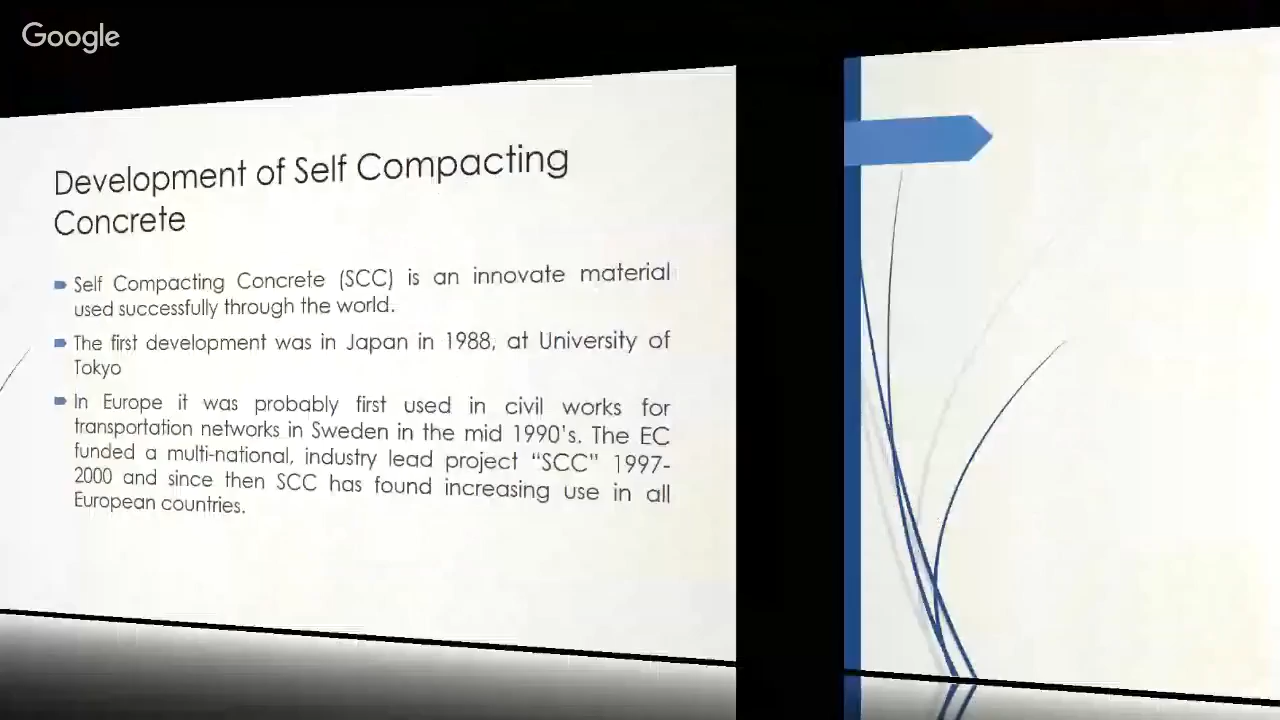 Google
Development of Self Compacting
Concrete
Self Compacting Concrete (SCC) is an innovate material
used successfully through the world.
The first development was in Japan in 1988, at University of
Tokyo
In Europe it was probably first used in civil works for
transportation networks in Sweden in the mid 1990's. The EC
funded a multi-national, industry lead project "SCC" 1997-
2000 and since then SCC has found increasing use in all
European countries.